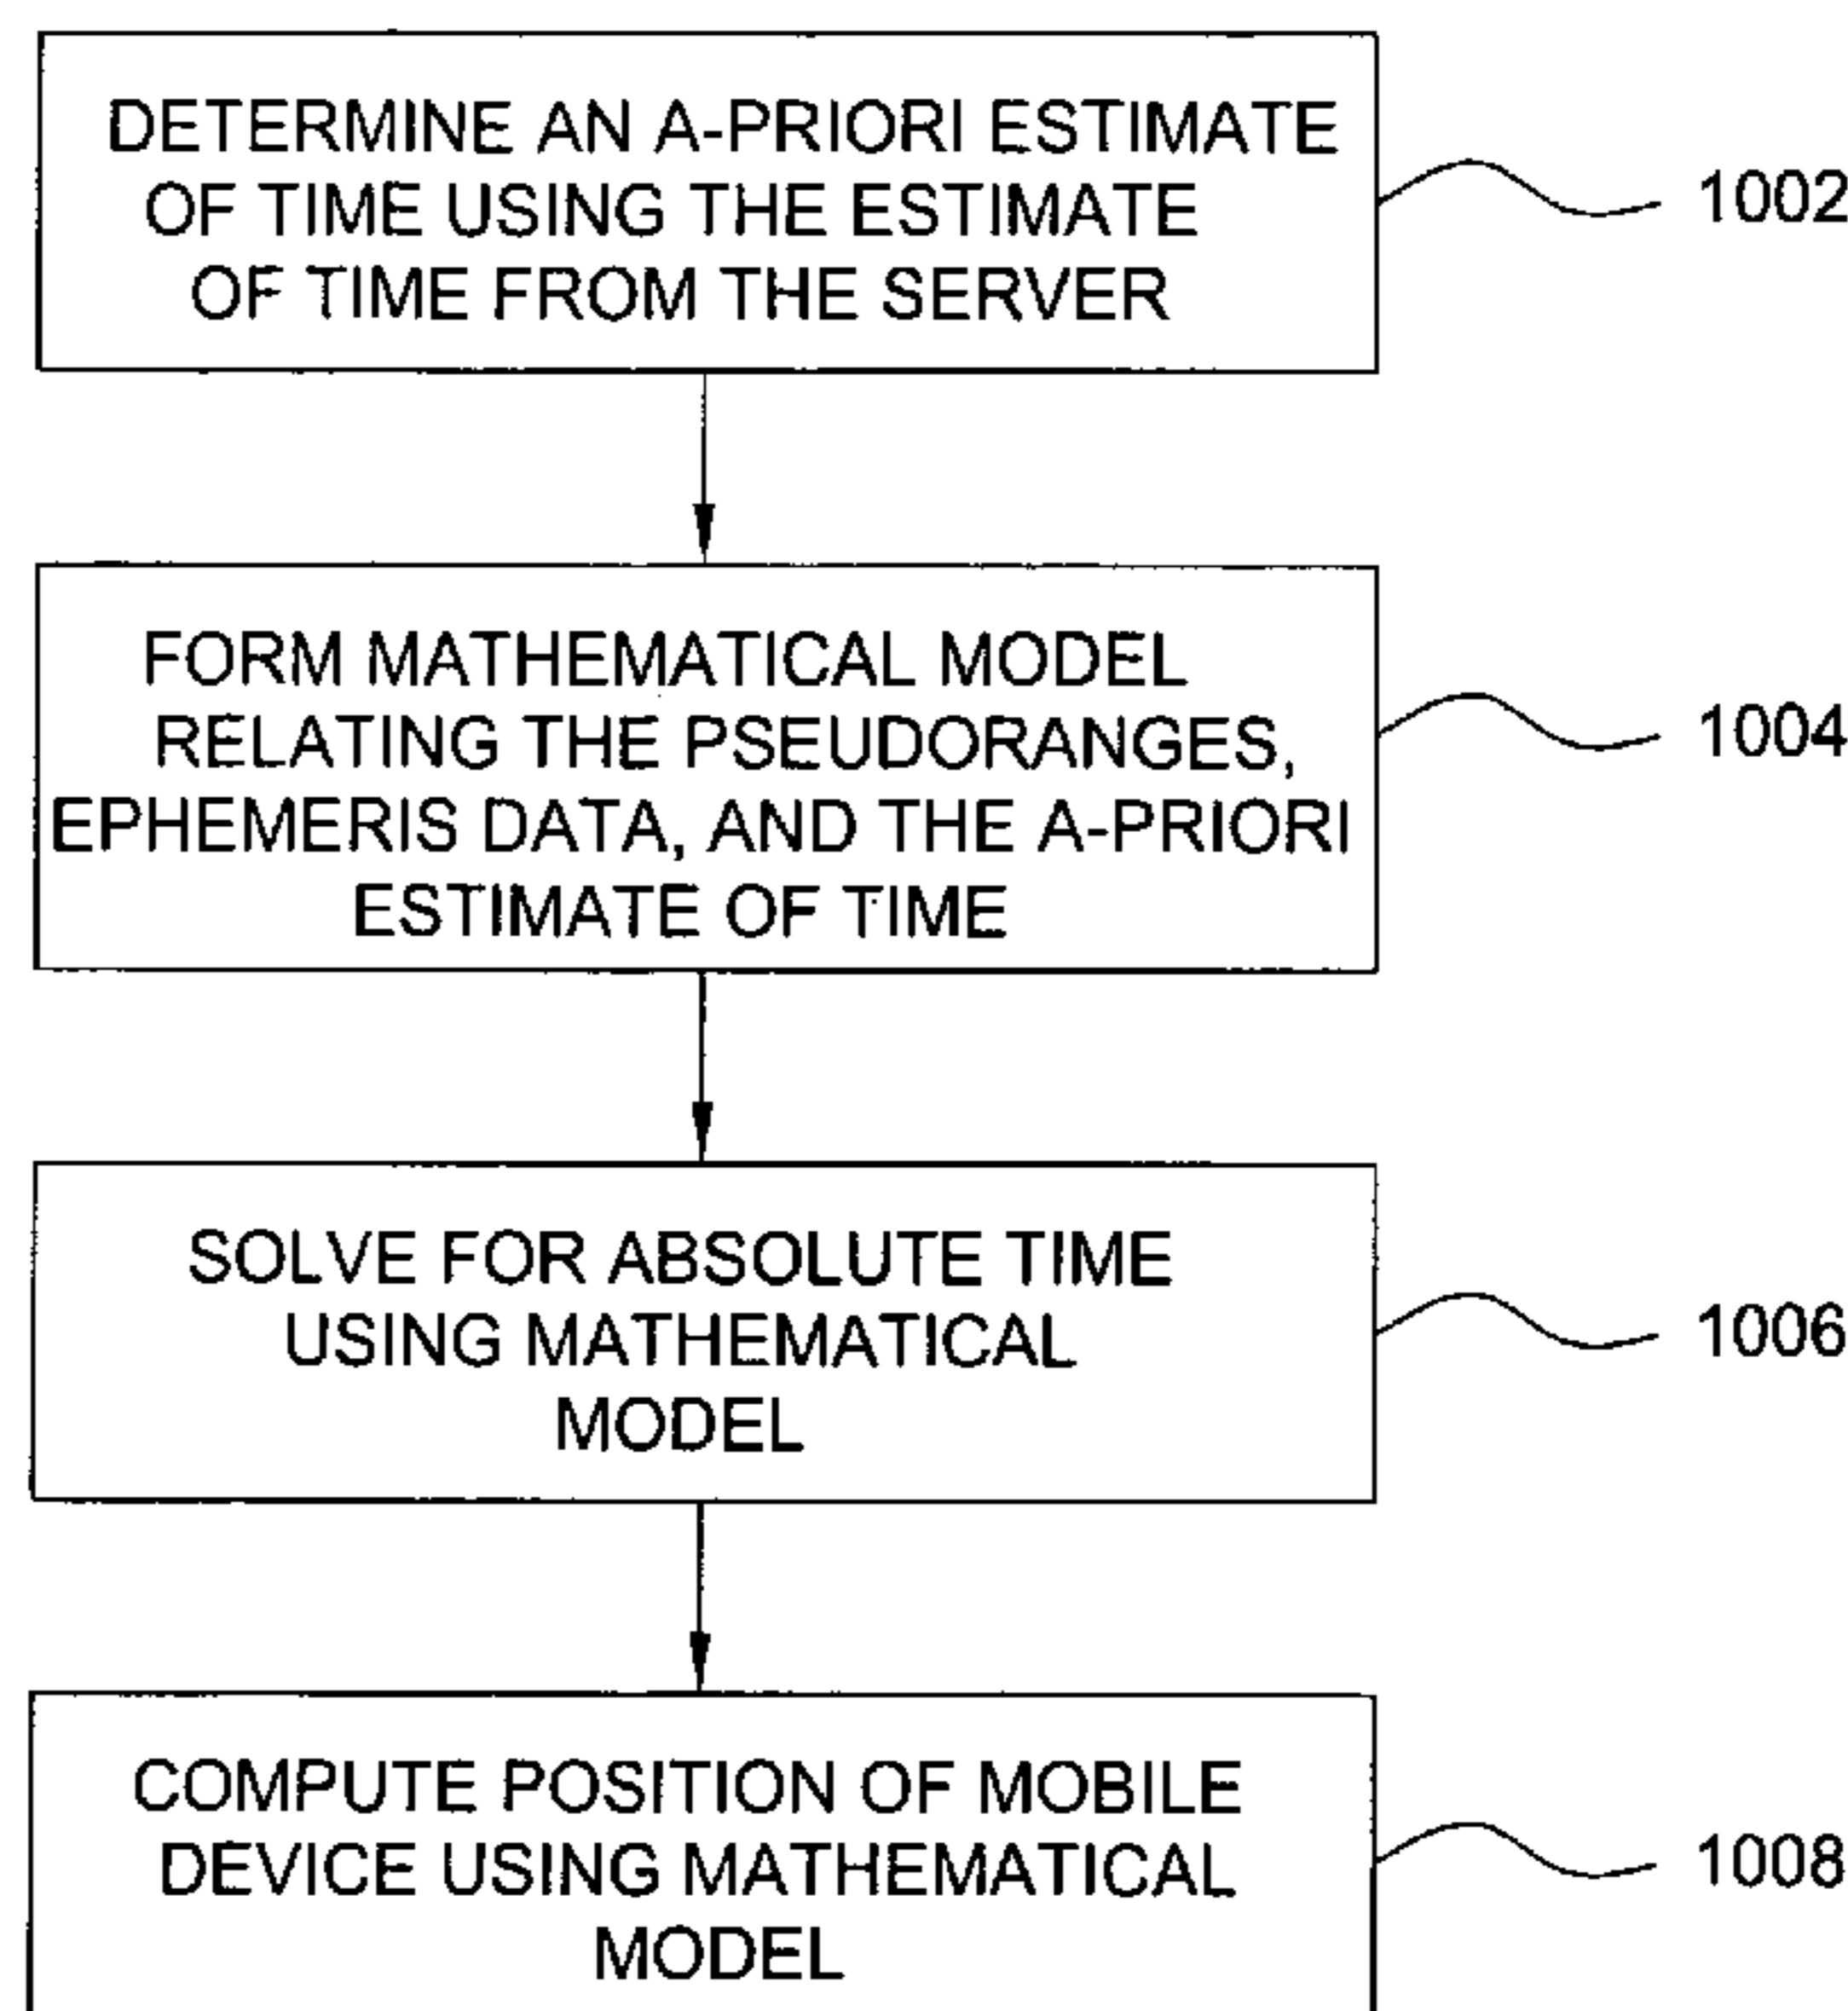 DETERMINE AN A-PRIORI ESTIMATE
OF TIME USING THE ESTIMATE
OF TIME FROM THE SERVER
1002
FORM MATHEMATICAL MODEL
RELATING THE PSEUDORANGES,
EPHEMERIS DATA, AND THE A-PRIORI
ESTIMATE OF TIME
1004
SOLVE FOR ABSOLUTE TIME
USING MATHEMATICAL
MODEL
1006
COMPUTE POSITION OF MOBILE
DEVICE USING MATHEMATICAL
MODEL
1008